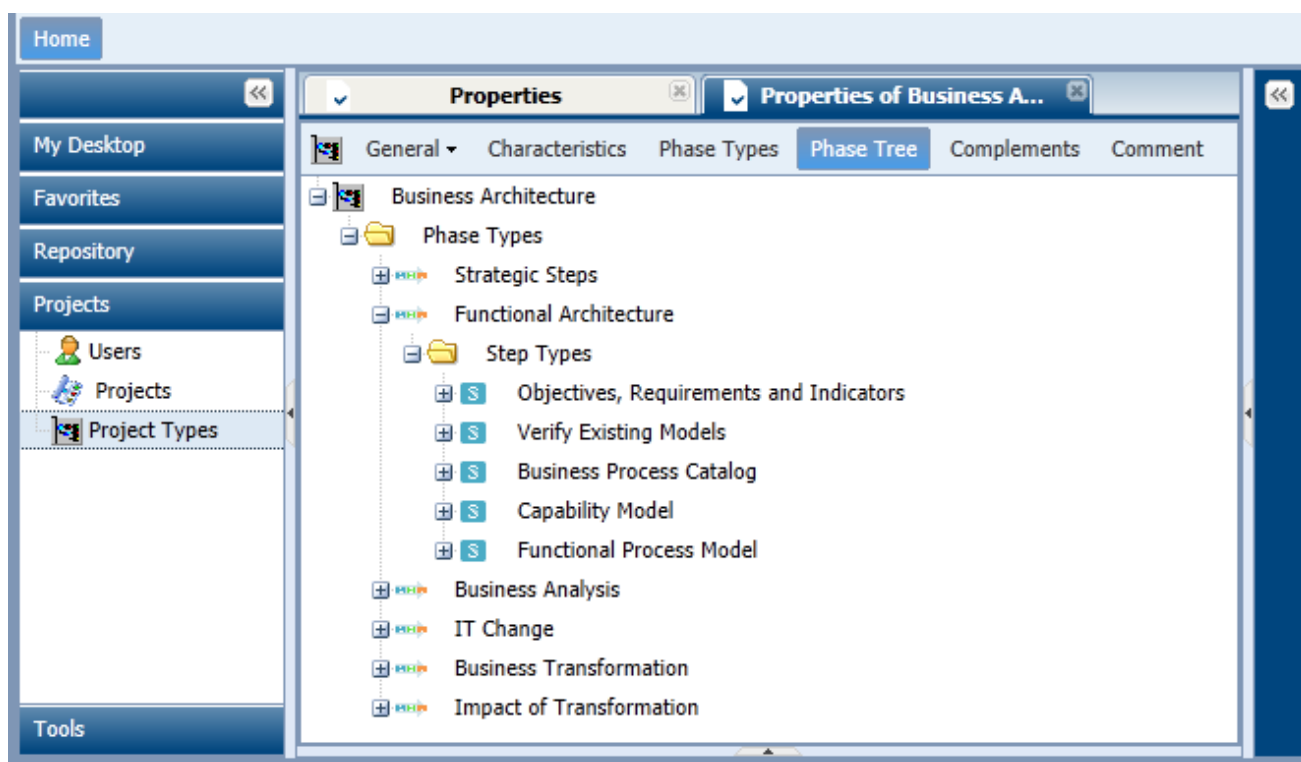 Home
My Desktop
Favorites
Repository
Projects
Users
Projects
Project Types
Tools
Properties
Properties of Business A...
General Characteristics Phase Types Phase Tree Complements Comment
Business Architecture
Phase Types
Strategic Steps
Functional Architecture
Step Types
S Objectives, Requirements and Indicators
S Verify Existing Models
S Business Process Catalog
S Capability Model
S Functional Process Model
Business Analysis
IT Change
Business Transformation
Impact of Transformation